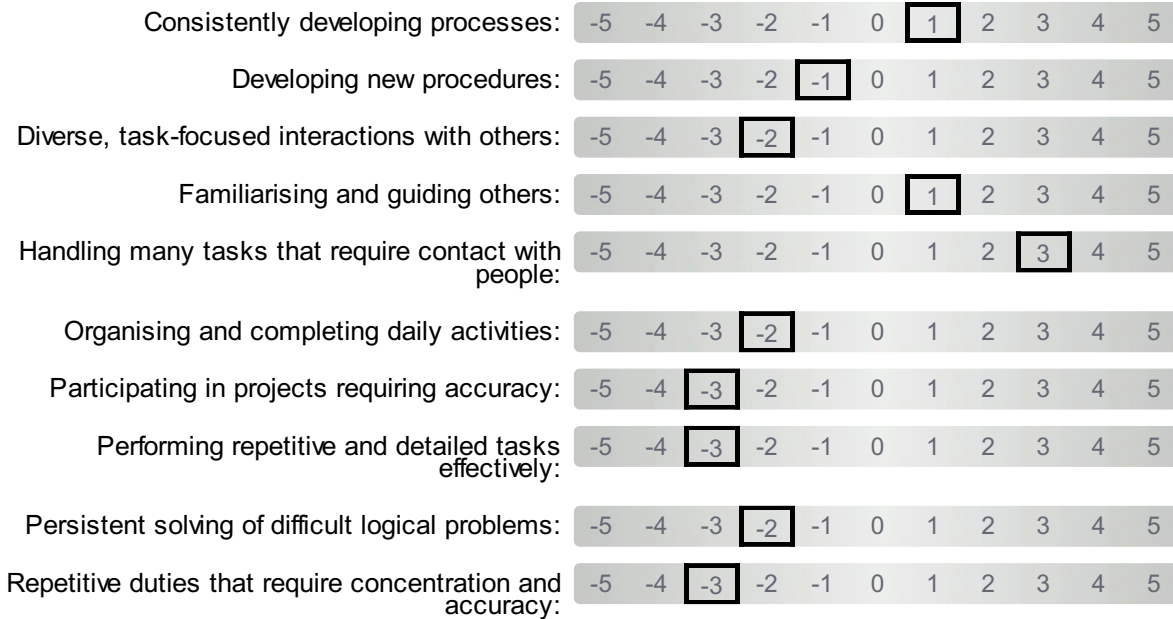 Consistently developing processes: -5 -4 -3 -2 -1 0 1 2 3 4 5
Developing new procedures: -5 -4 -3 -2 -1 0 1 2 3 4 5
Diverse, task-focused interactions with others: -5 -4 -3 -2 -1 0 1 2 3 4 5
Familiarising and guiding others: -5 -4 -3 -2 -1 0 1 2 3 4 5
Handling many tasks that require contact with
people: -5 -4 -3 -2 -1 0 1 2 3 4 5
Organising and completing daily activities: -5 -4 -3 -2 -1 0 1 2 3 4 5
Participating in projects requiring accuracy: -5 -4 -3 -2 -1 0 1 2 3 4 5
Performing repetitive and detailed tasks
effectively: -5 -4 -3 -2 -1 0 1 2 3 4 5
Persistent solving of difficult logical problems: -5 -4 -3 -2 -1 0 1 2 3 4 5
Repetitive duties that require concentration and
accuracy: -5 -4 -3 -2 -1 0 1 2 3 4 5